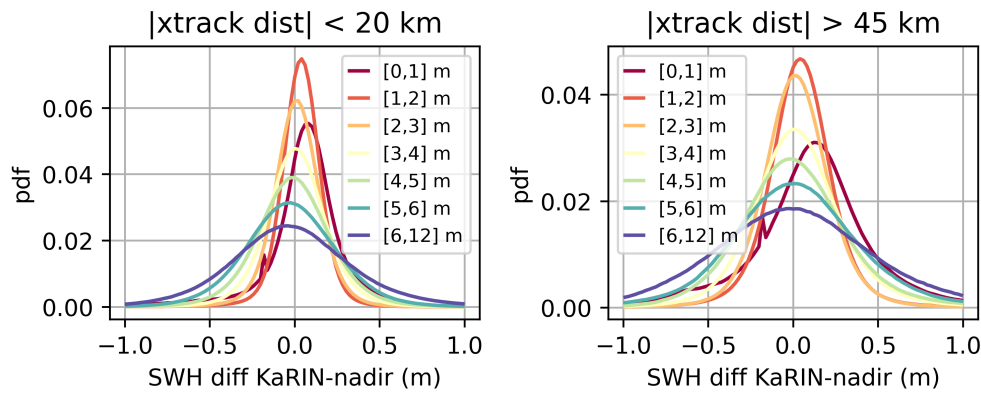 |xtrack dist| < 20 km
pdf
0.06
0.04
0.02
0.00
[0,1] m
[1,2] m
[2,3] m
[3,4] m
[4,5] m
[5,6] m
[6,12] m
−1.0 −0.5 0.0 0.5 1.0
SWH diff KaRIN-nadir (m)
|xtrack dist| > 45 km
pdf
0.04
0.02
0.00
[0,1] m
[1,2] m
[2,3] m
[3,4] m
[4,5] m
[5,6] m
[6,12] m
−1.0 −0.5 0.0 0.5 1.0
SWH diff KaRIN-nadir (m)